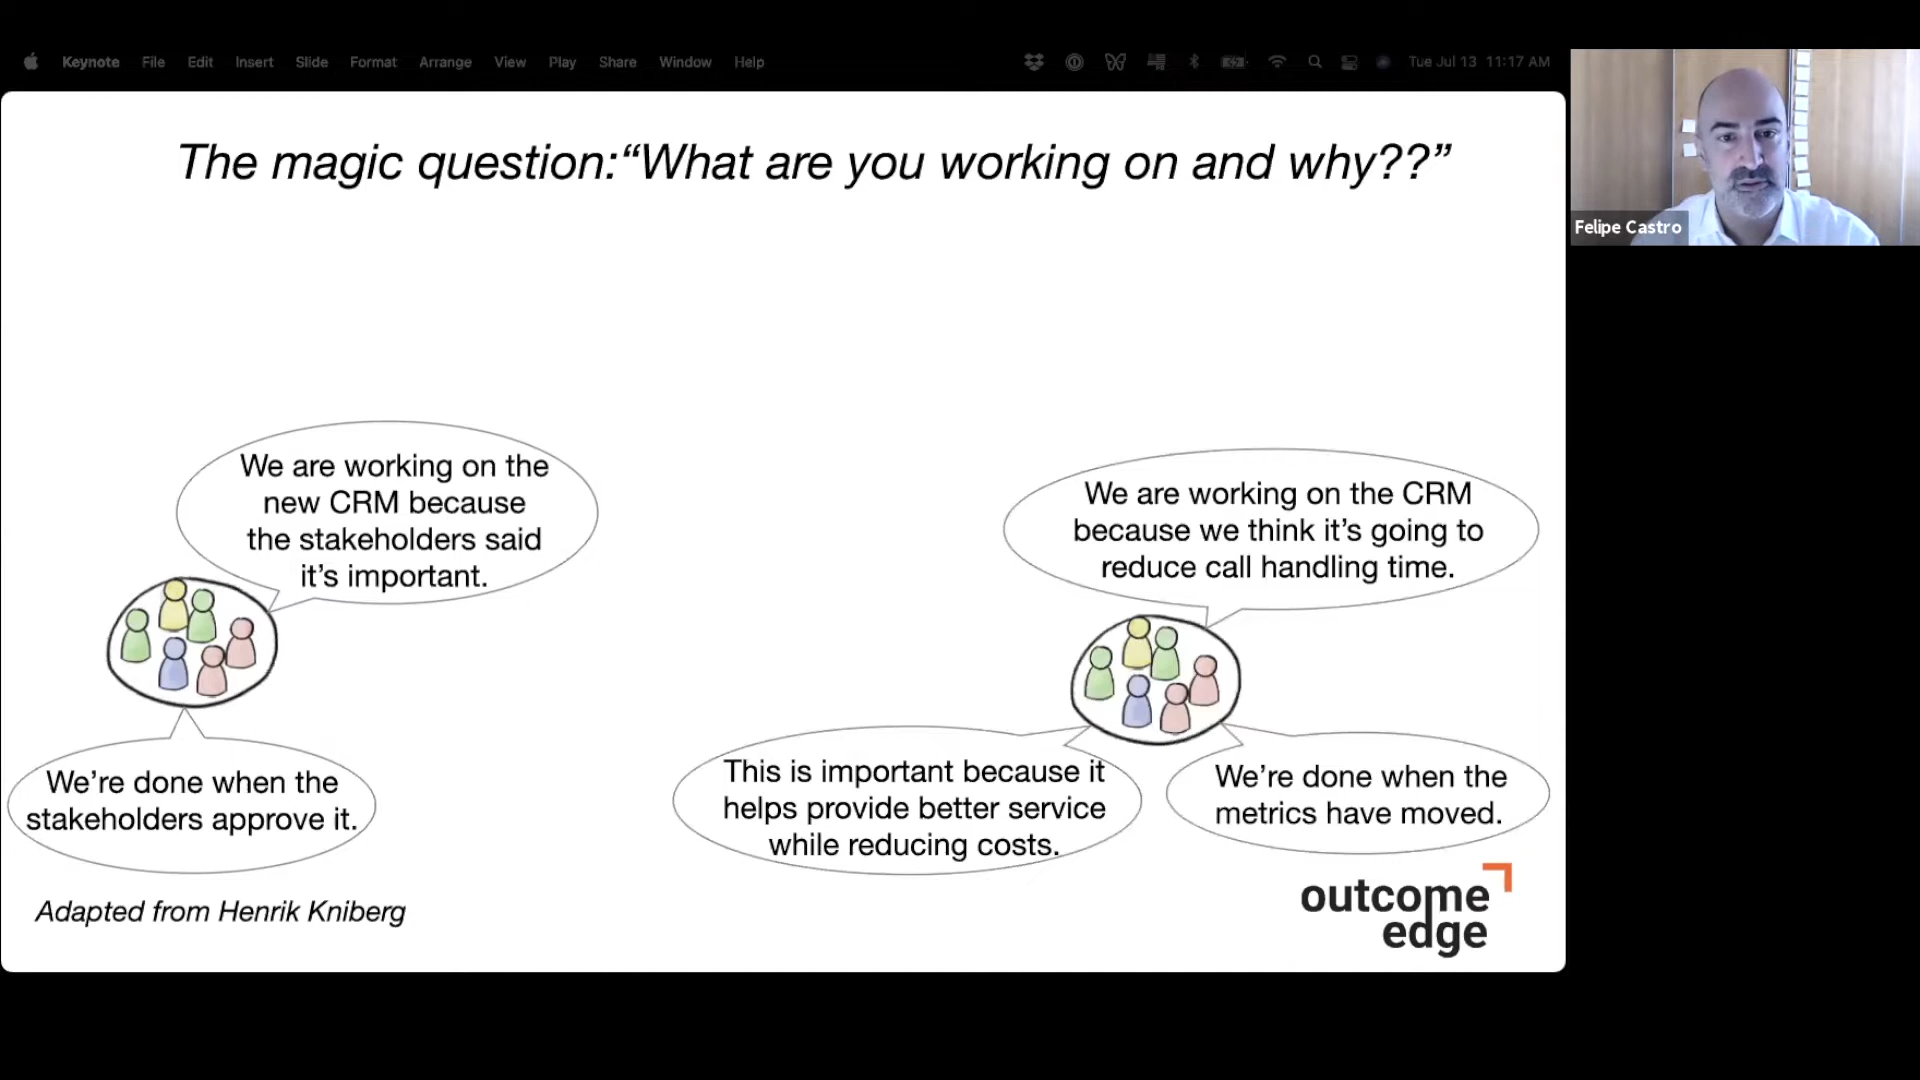 Keynote File Edit Insert Slide Format Arrange View Play Share Window Help Tue Jul 13 11:17 AM
The magic question:“What are you working on and why??”
Felipe Castro
We are working on the
new CRM because
the stakeholders said
it’s important.
We’re done when the
stakeholders approve it.
We are working on the CRM
because we think it’s going to
reduce call handling time.
This is important because it
helps provide better service
while reducing costs.
We’re done when the
metrics have moved.
Adapted from Henrik Kniberg
outcome
edge